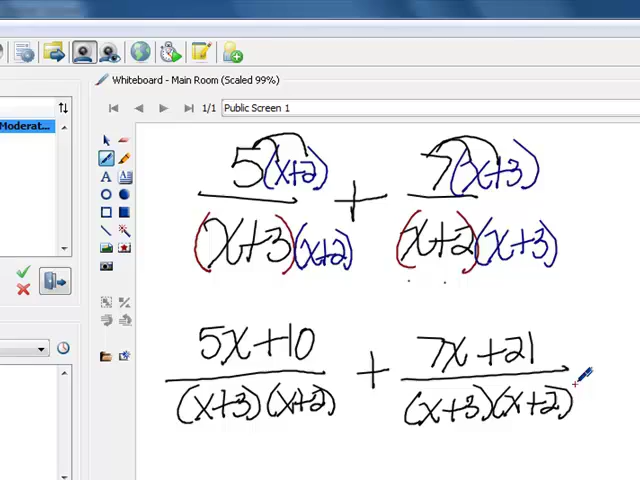 Whiteboard - Main Room (Scaled 99%)
1/1 Public Screen 1
Moderat...
5(x+2) + 7(x+3)
(x+3)(x+2) (x+2)(x+3)
5x+10 + 7x+21
(x+3)(x+2) (x+3)(x+2)